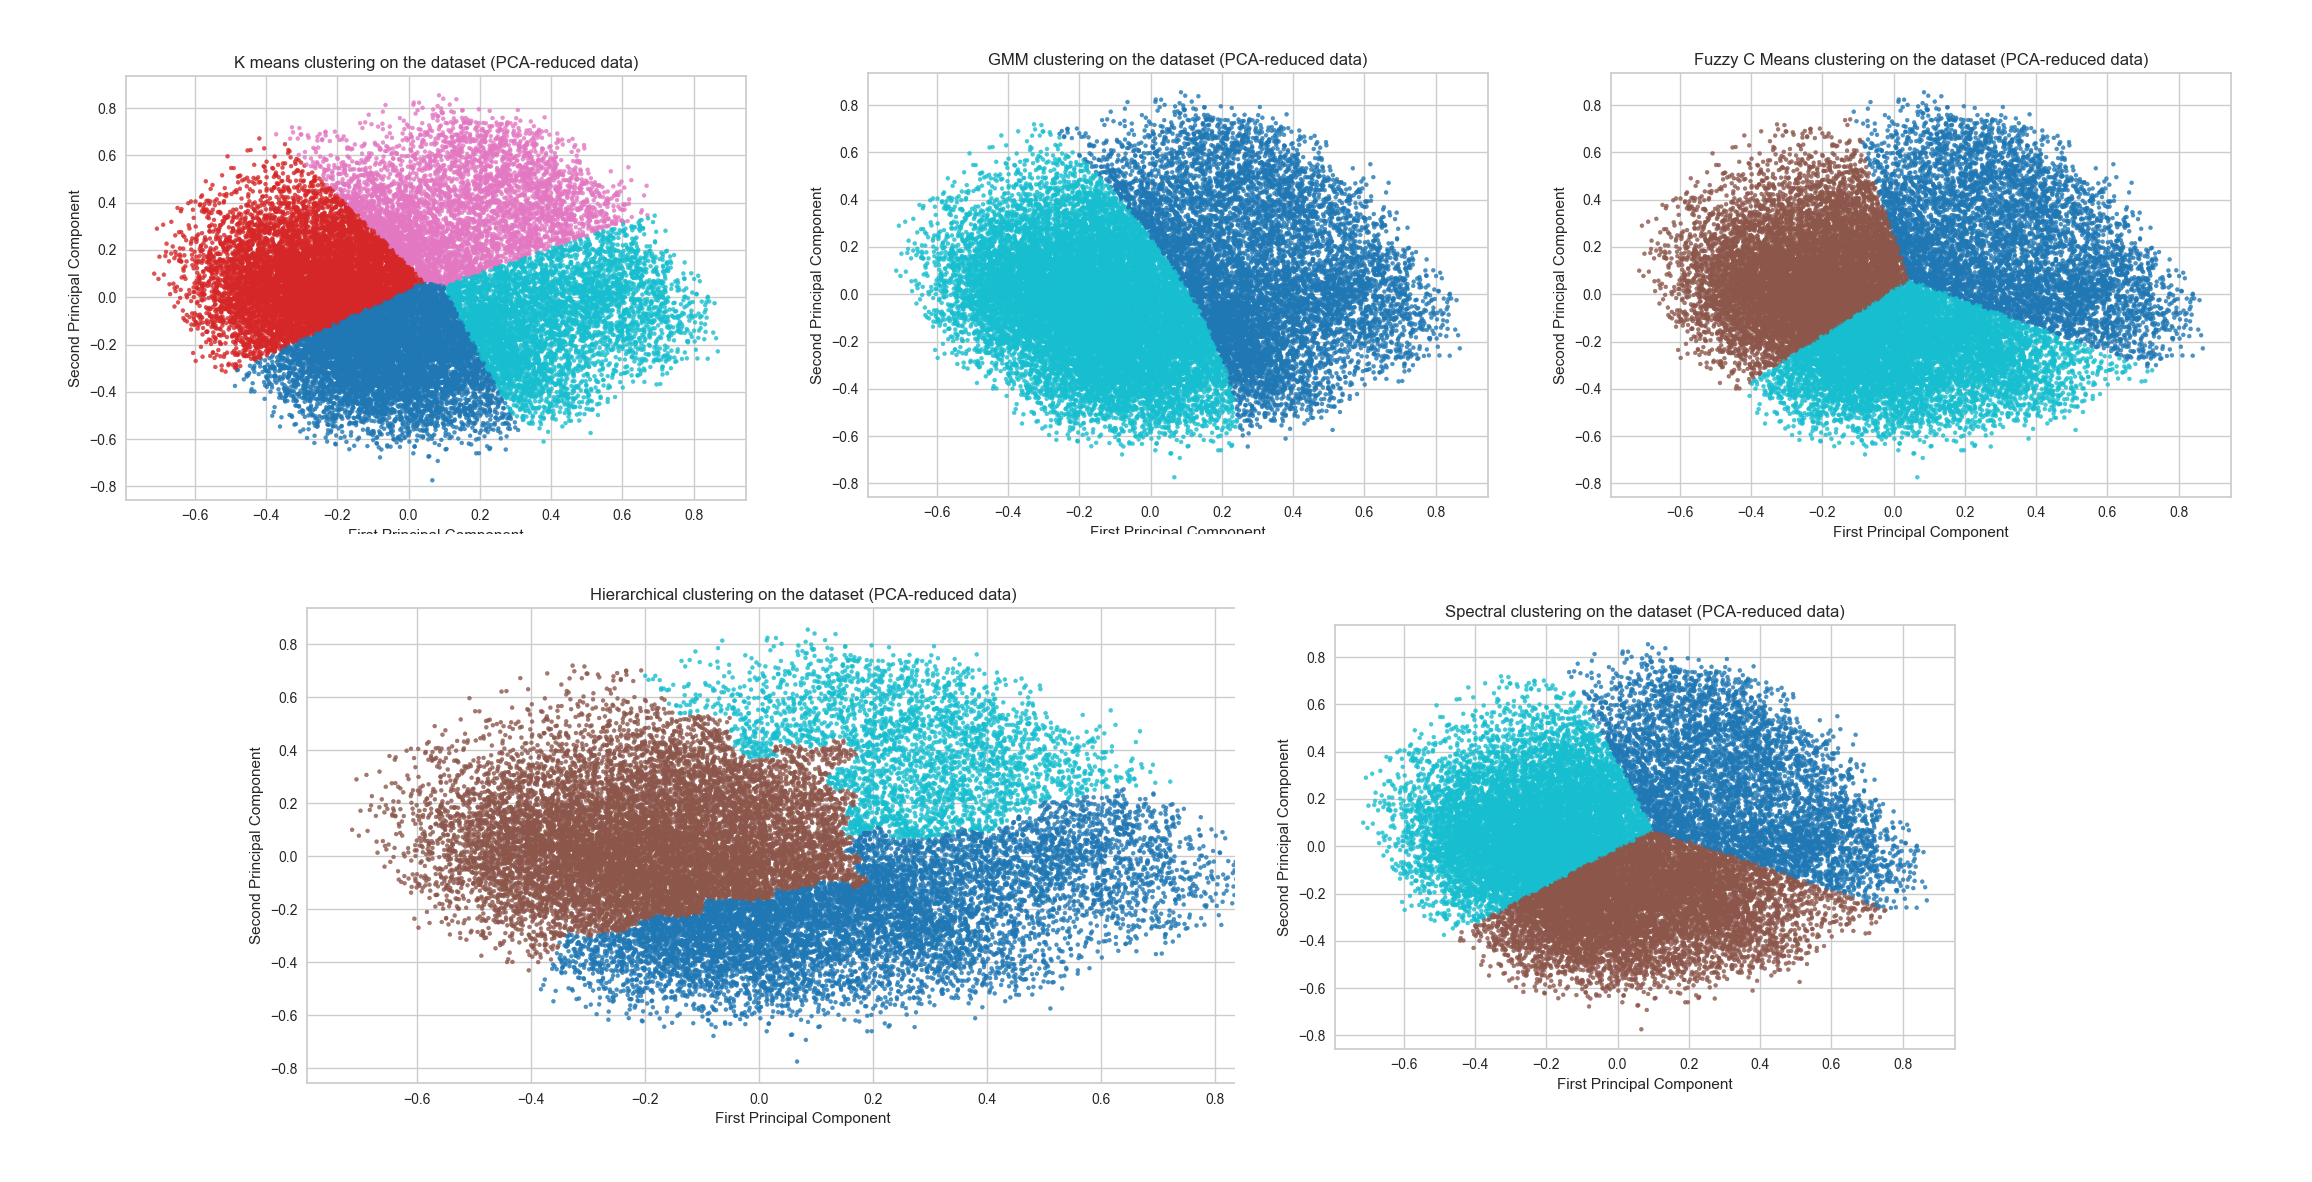 K means clustering on the dataset (PCA-reduced data)
Second Principal Component
0.8
0.6
0.4
0.2
0.0
−0.2
−0.4
−0.6
−0.8
−0.6 −0.4 −0.2 0.0 0.2 0.4 0.6 0.8
First Principal Component
GMM clustering on the dataset (PCA-reduced data)
Second Principal Component
0.8
0.6
0.4
0.2
0.0
−0.2
−0.4
−0.6
−0.8
−0.6 −0.4 −0.2 0.0 0.2 0.4 0.6 0.8
First Principal Component
Fuzzy C Means clustering on the dataset (PCA-reduced data)
Second Principal Component
0.8
0.6
0.4
0.2
0.0
−0.2
−0.4
−0.6
−0.8
−0.6 −0.4 −0.2 0.0 0.2 0.4 0.6 0.8
First Principal Component
Hierarchical clustering on the dataset (PCA-reduced data)
Second Principal Component
0.8
0.6
0.4
0.2
0.0
−0.2
−0.4
−0.6
−0.8
−0.6 −0.4 −0.2 0.0 0.2 0.4 0.6 0.8
First Principal Component
Spectral clustering on the dataset (PCA-reduced data)
Second Principal Component
0.8
0.6
0.4
0.2
0.0
−0.2
−0.4
−0.6
−0.8
−0.6 −0.4 −0.2 0.0 0.2 0.4 0.6 0.8
First Principal Component